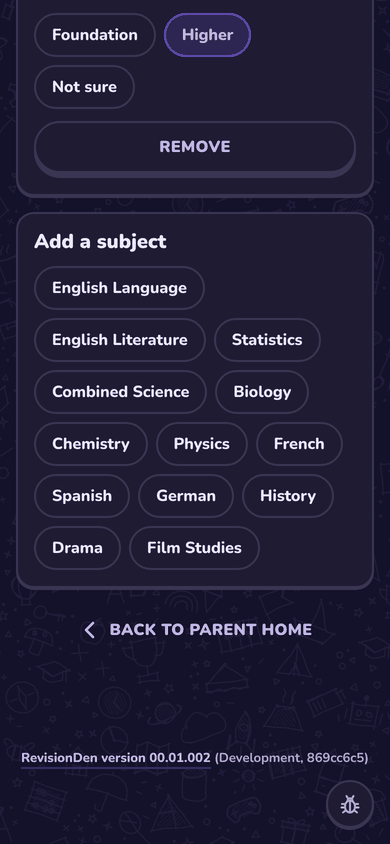 Foundation Higher
Not sure
REMOVE
Add a subject
English Language
English Literature Statistics
Combined Science Biology
Chemistry Physics French
Spanish German History
Drama Film Studies
BACK TO PARENT HOME
RevisionDen version 00.01.002 (Development, 869cc6c5)